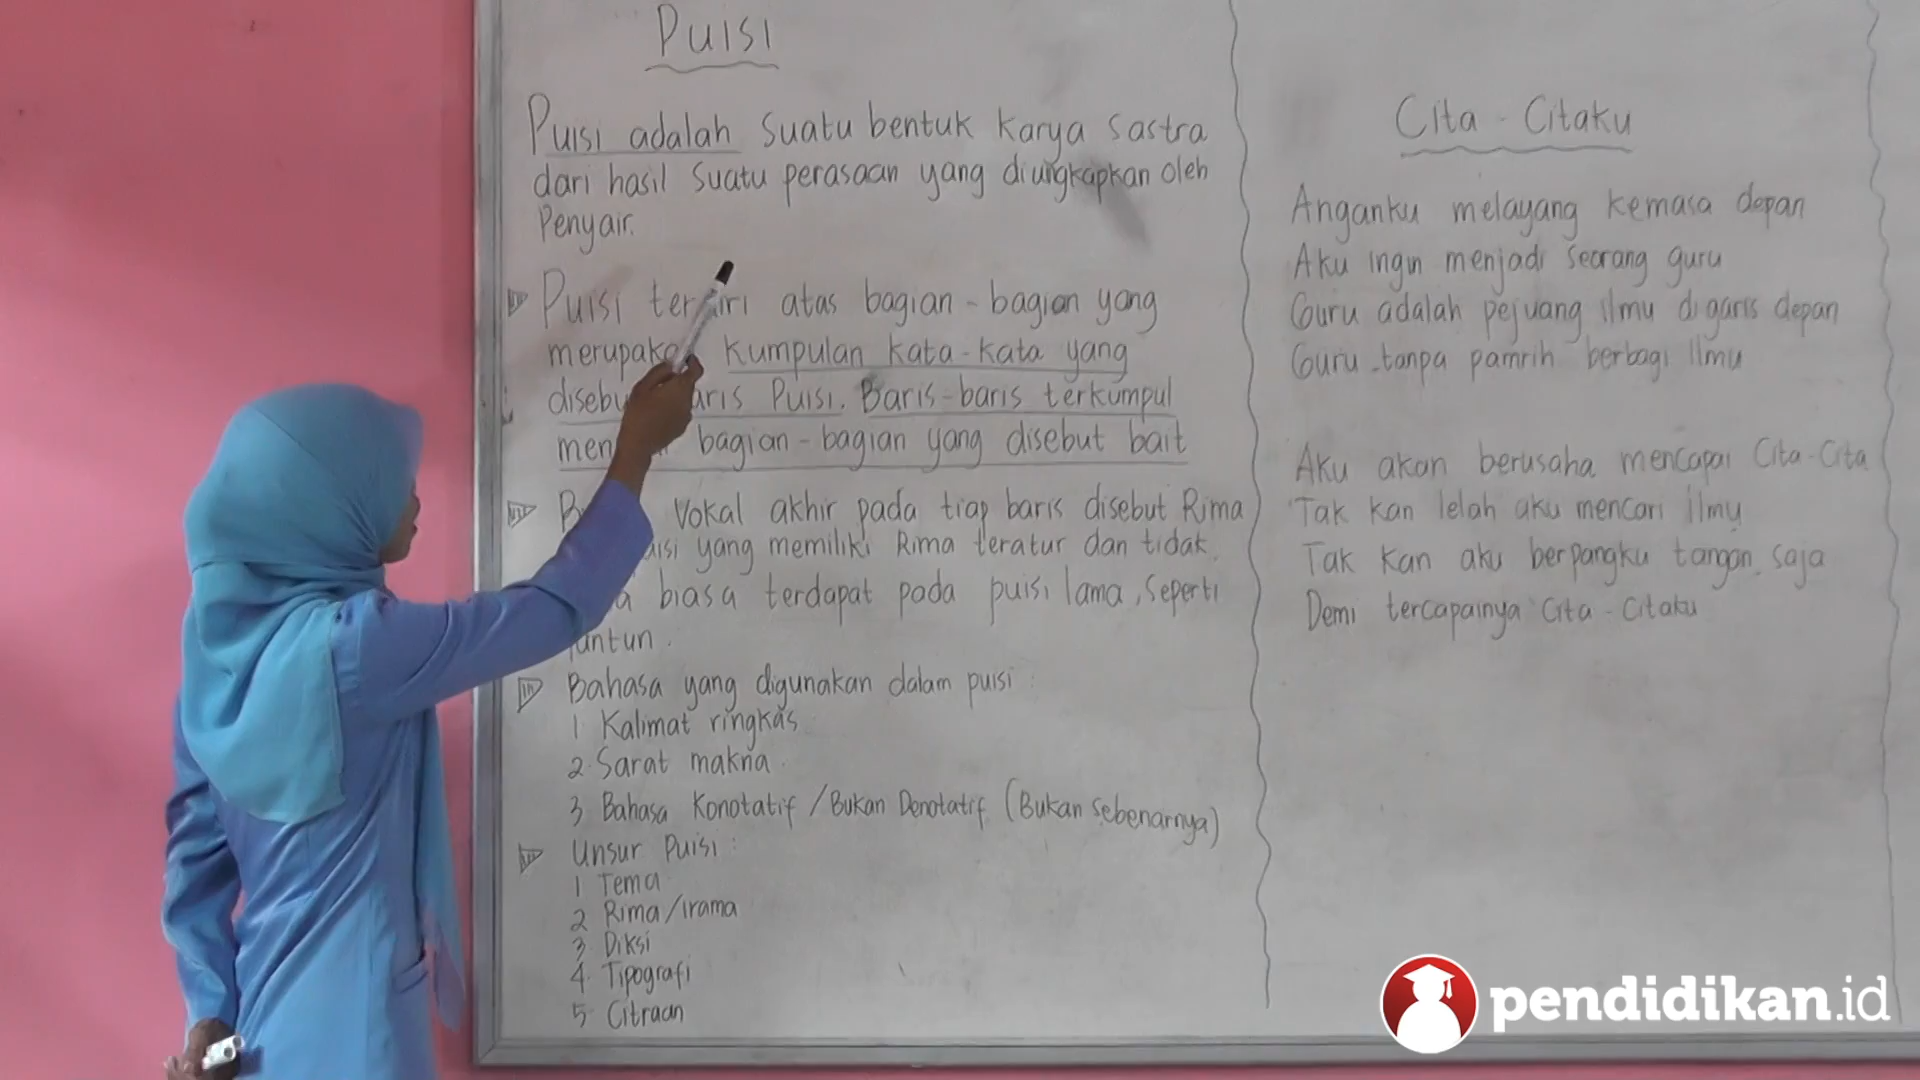 Puisi
Puisi adalah suatu bentuk karya sastra
dari hasil suatu perasaan yang diungkapkan oleh
Penyair.
Puisi atas bagian-bagian yang
Kumpulan kata-kata yang
Puisi. Baris-baris terkumpul
bagian-bagian yang disebut bait
Vokal akhir pada tiap baris disebut Rima
yang memiliki Rima teratur dan tidak.
biasa terdapat pada puisi lama, seperti
Bahasa yang digunakan dalam puisi :
1 Kalimat ringkas
2. Sarat makna.
3 Bahasa Konotatif / Bukan Denotatif (Bukan Sebenarnya)
Unsur Puisi :
1 Tema
2 Rima/irama
3 Diksi
4. Tipografi
5 Citraan
Cita - Citaku
Anganku melayang kemasa depan
Aku ingin menjadi seorang guru
Guru adalah pejuang ilmu digaris depan
Guru tanpa pamrih berbagi ilmu
Aku akan berusaha mencapai Cita-Cita
Tak kan lelah aku mencari ilmu
Tak kan aku berpangku tangan saja
Demi tercapainya Cita-Citaku
pendidikan.id